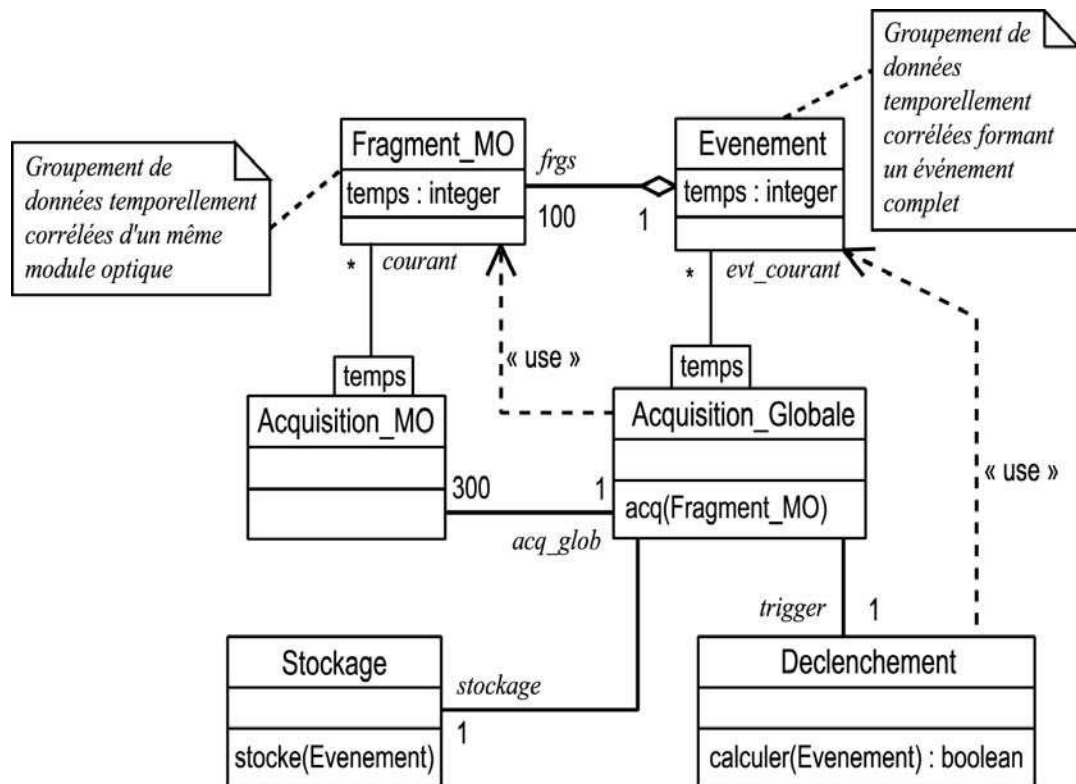 Groupement de
données
temporellement
corrélées formant
un événement
complet
Groupement de
données temporellement
corrélées d'un même
module optique
Fragment_MO
temps : integer
frgs
100
1
Evenement
temps : integer
*
courant
*
evt_courant
« use »
temps
Acquisition_MO
temps
Acquisition_Globale
acq(Fragment_MO)
« use »
300
1
acq_glob
trigger
1
Stockage
stocke(Evenement)
stockage
1
Declenchement
calculer(Evenement) : boolean